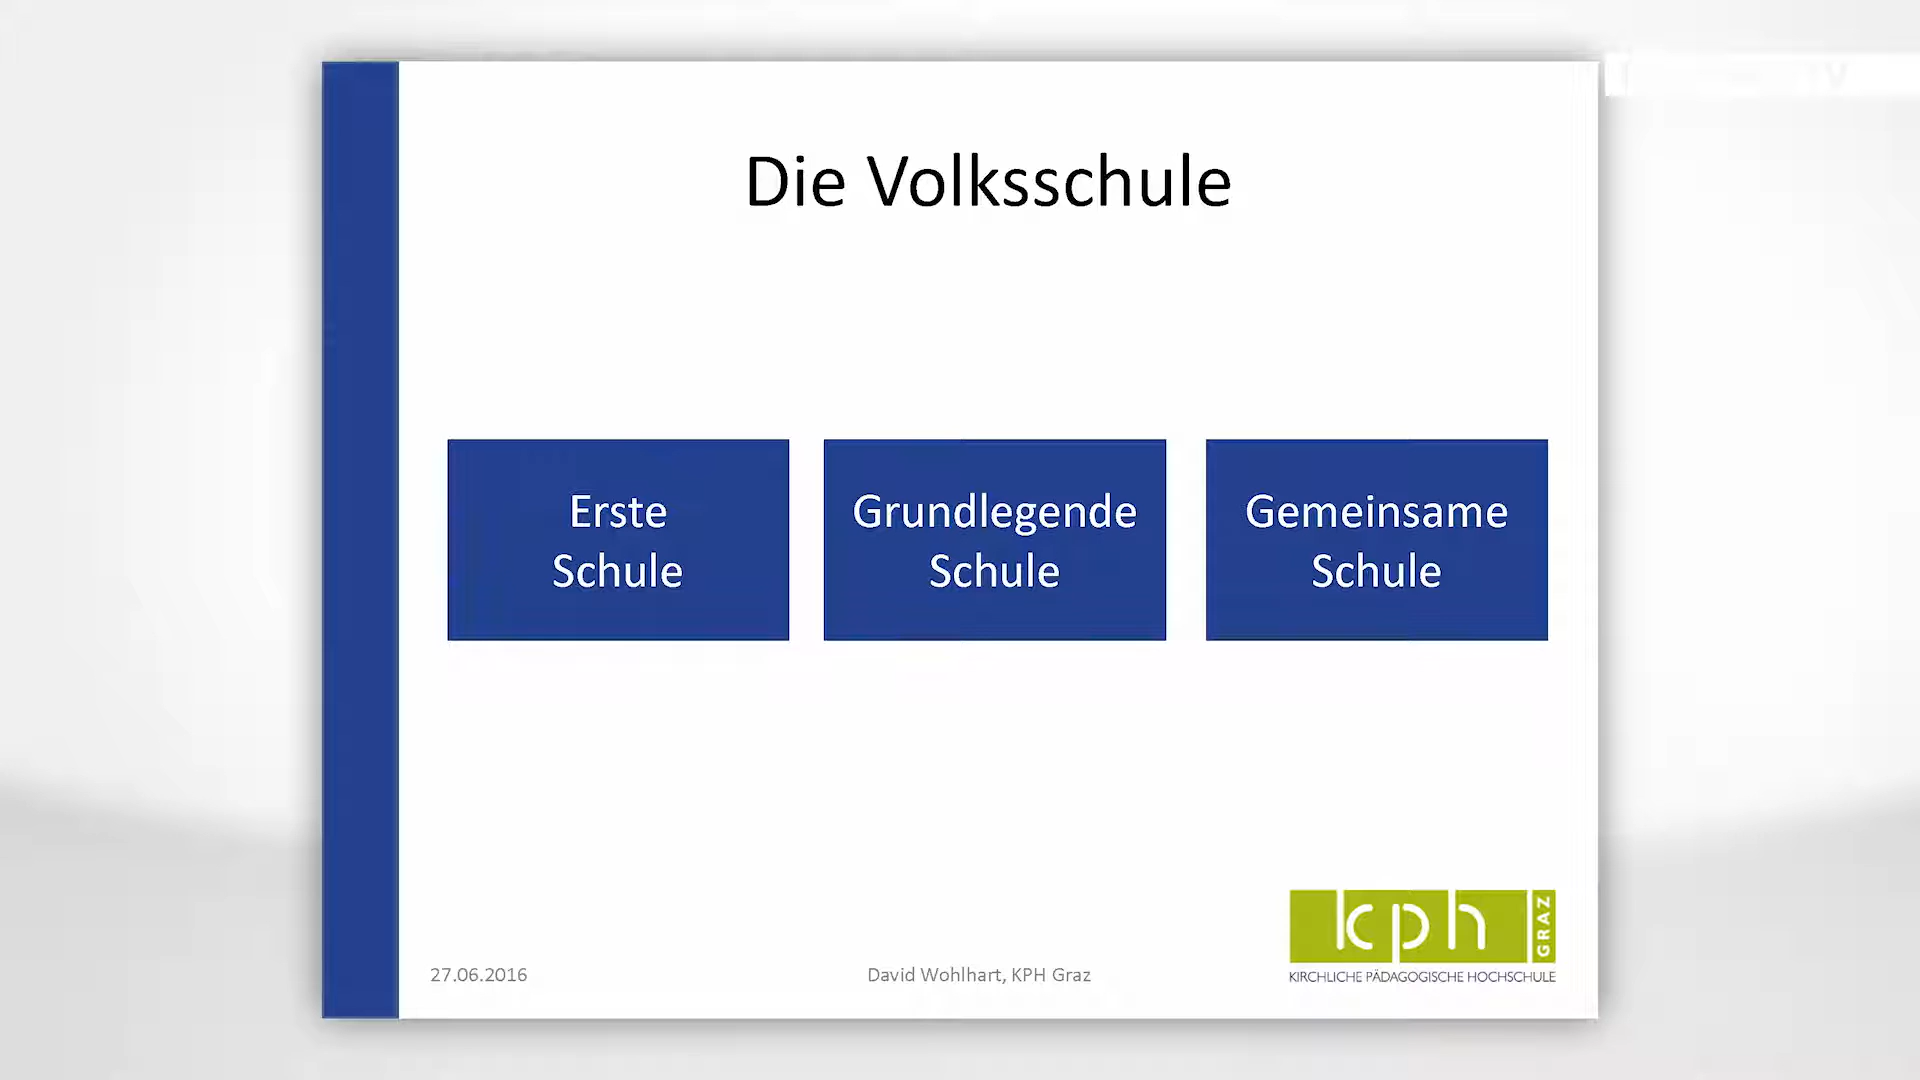 Die Volksschule
Erste
Schule
Grundlegende
Schule
Gemeinsame
Schule
kph GRAZ
KIRCHLICHE PÄDAGOGISCHE HOCHSCHULE
27.06.2016
David Wohlhart, KPH Graz